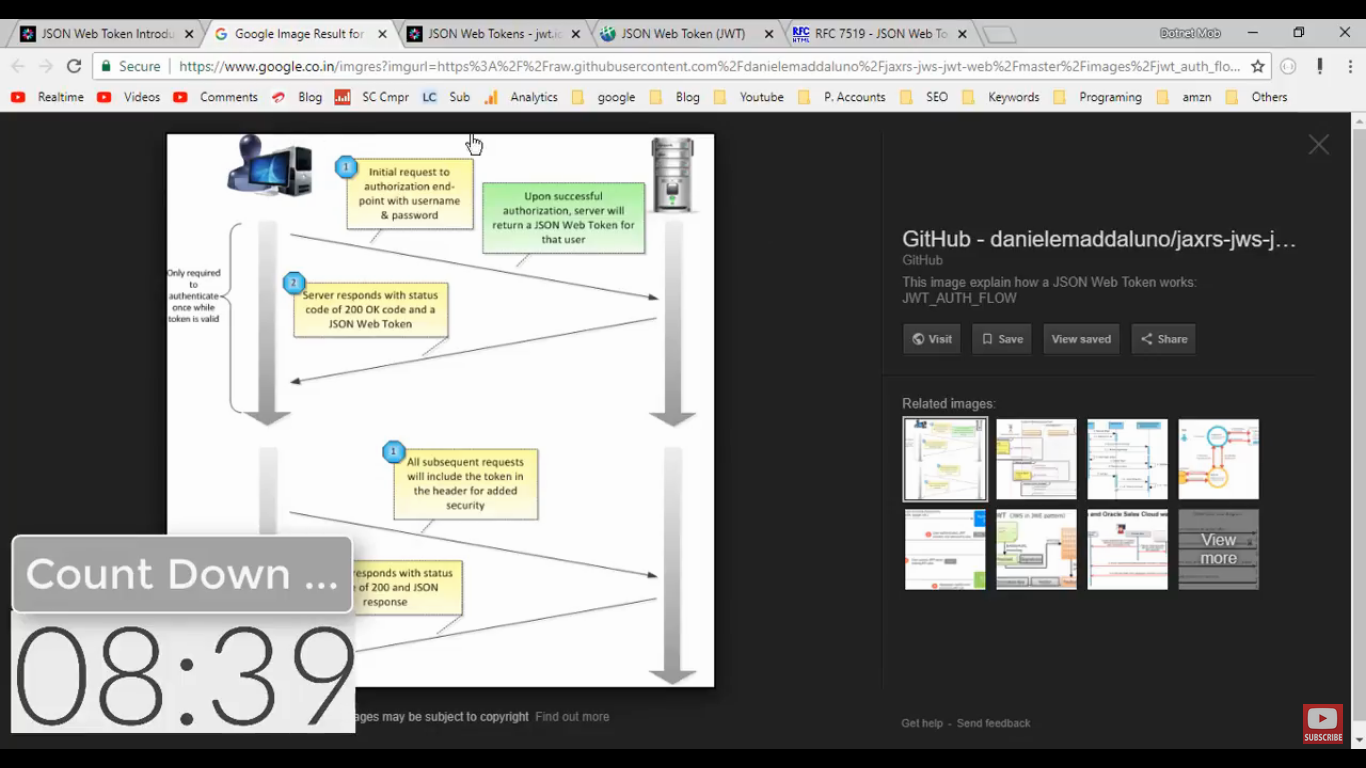 JSON Web Token Introdu
Google Image Result for
JSON Web Tokens - jwt.ic
JSON Web Token (JWT)
RFC 7519 - JSON Web To
Dotnet Mob
Secure
https://www.google.co.in/imgres?imgurl=https%3A%2F%2Fraw.githubusercontent.com%2Fdanielemaddaluno%2Fjaxrs-jws-jwt-web%2Fmaster%2Fimages%2Fjwt_auth_flo...
Realtime
Videos
Comments
Blog
SC Cmpr
LC
Sub
Analytics
google
Blog
Youtube
P. Accounts
SEO
Keywords
Programing
amzn
Others
1
Initial request to
authorization end-
point with username
& password
Upon successful
authorization, server will
return a JSON Web Token for
that user
Only required
to
authenticate
once while
token is valid
2
Server responds with status
code of 200 OK code and a
JSON Web Token
1
All subsequent requests
will include the token in
the header for added
security
responds with status
of 200 and JSON
response
Count Down ...
08:39
ages may be subject to copyright
Find out more
GitHub - danielemaddaluno/jaxrs-jws-j...
GitHub
This image explain how a JSON Web Token works:
JWT_AUTH_FLOW
Visit
Save
View saved
Share
Related images:
View
more
Get help - Send feedback
SUBSCRIBE